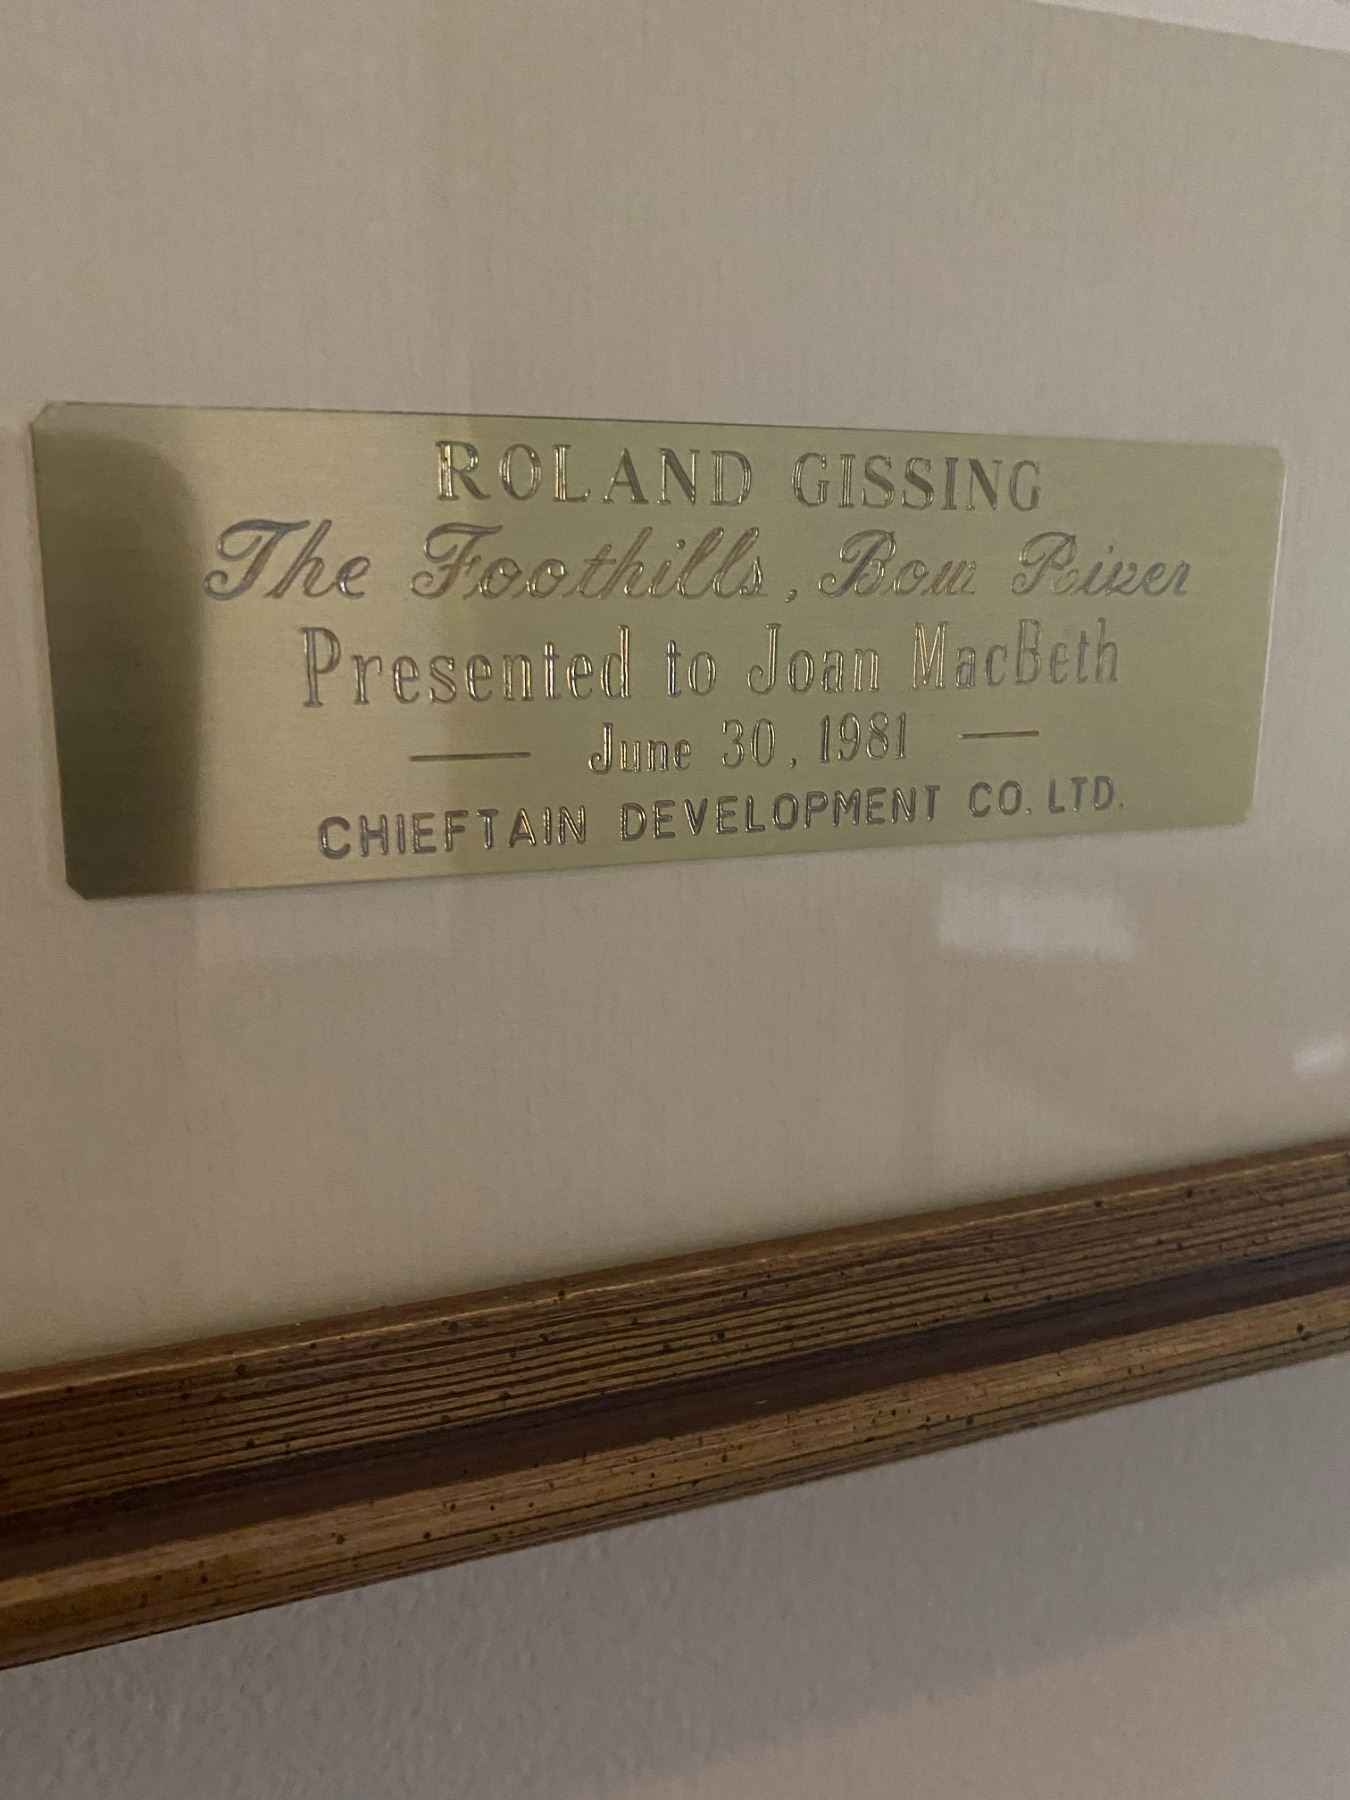 ROLAND GISSING
The Foothills, Bow River
Presented to Joan MacBeth
— June 30, 1981 —
CHIEFTAIN DEVELOPMENT CO. LTD.